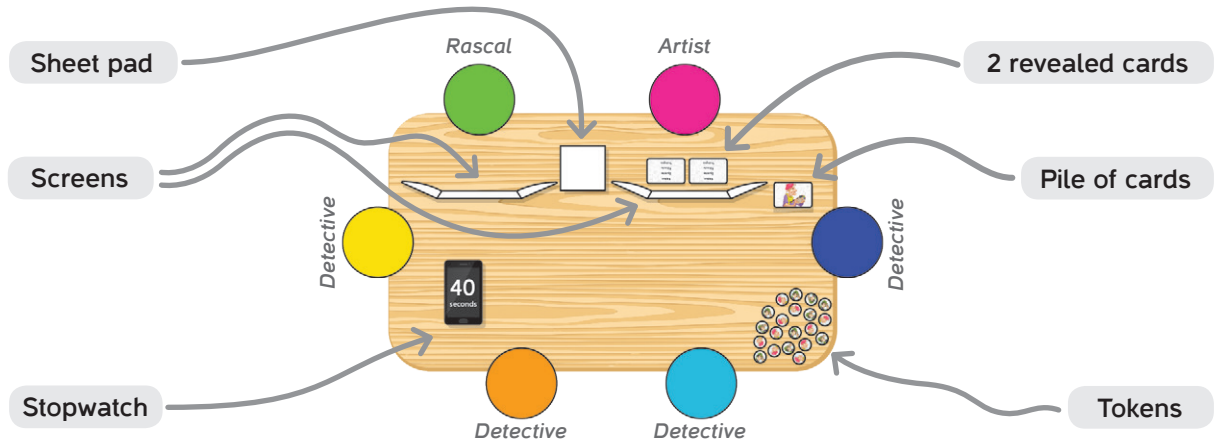 Rascal
Artist
Sheet pad
2 revealed cards
Screens
Pile of cards
Detective
Detective
40
seconds
Stopwatch
Tokens
Detective
Detective